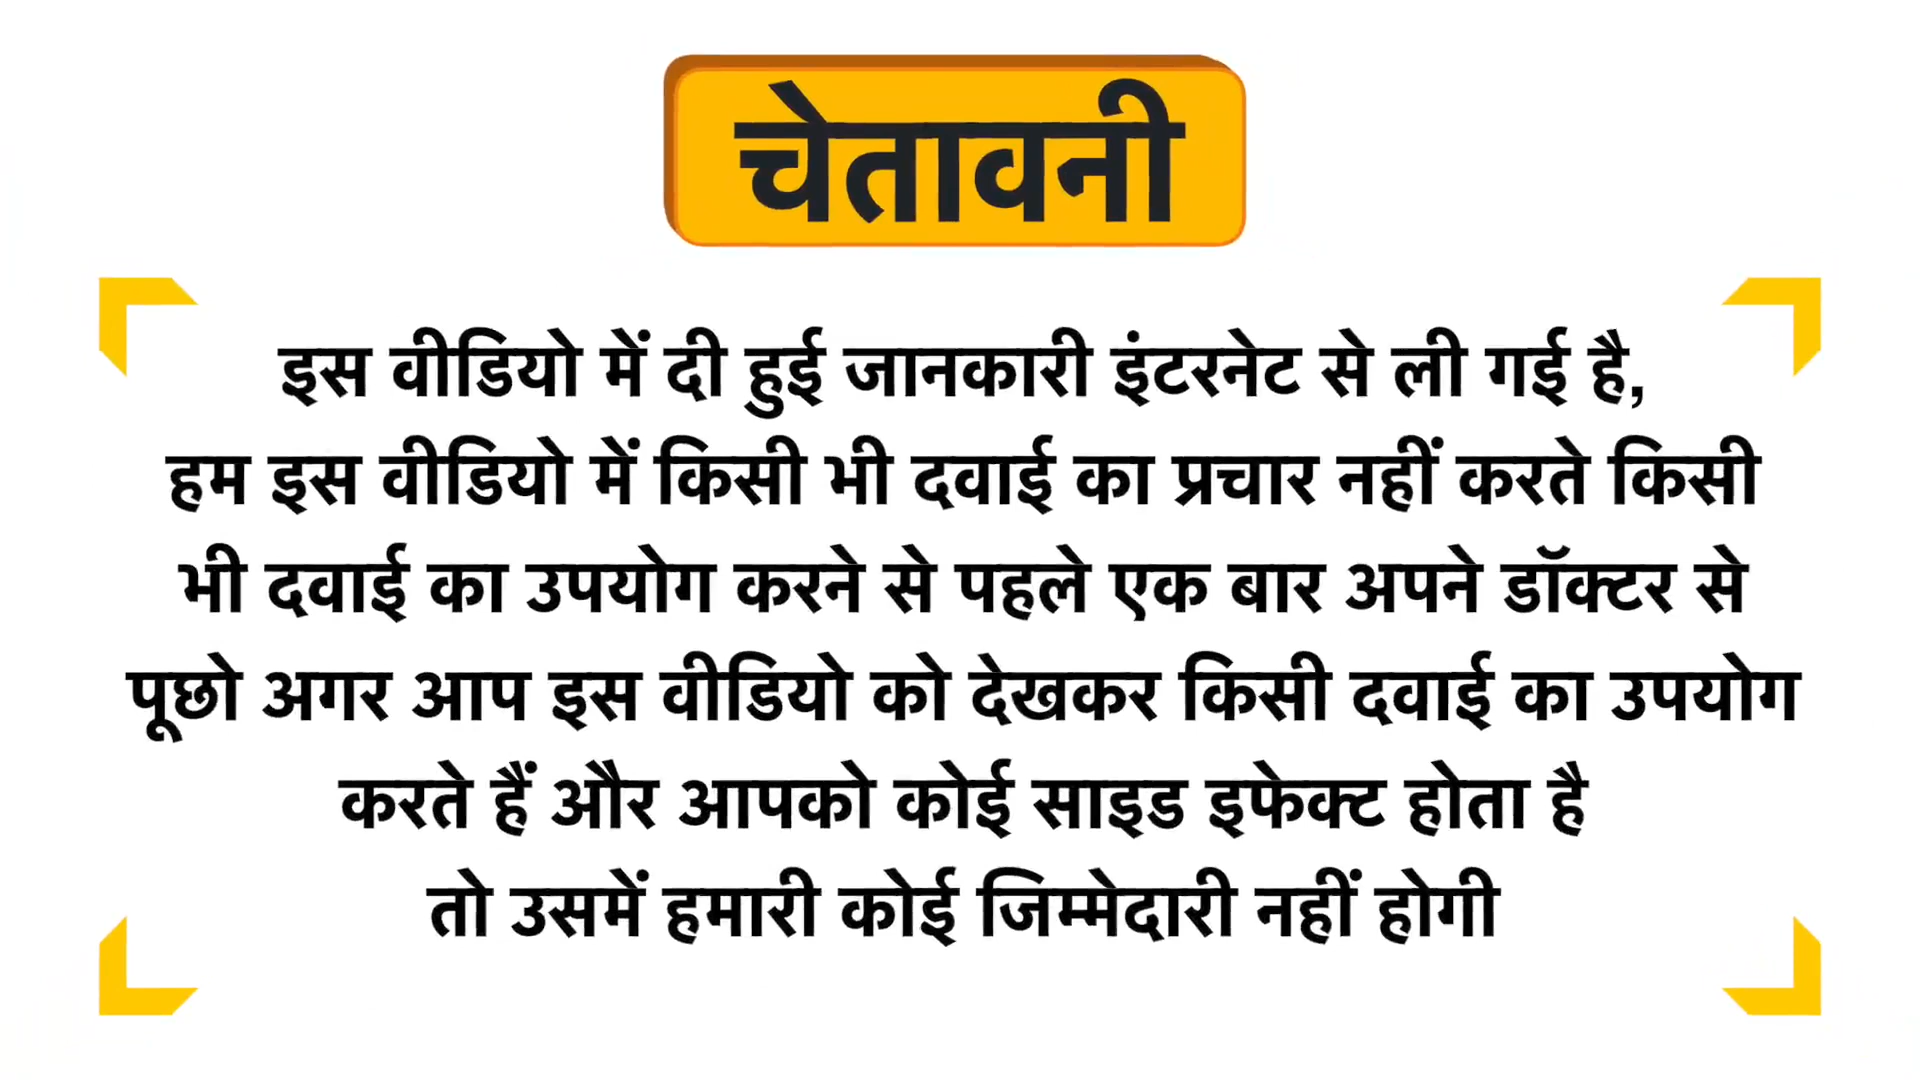 चेतावनी
इस वीडियो में दी हुई जानकारी इंटरनेट से ली गई है,
हम इस वीडियो में किसी भी दवाई का प्रचार नहीं करते किसी
भी दवाई का उपयोग करने से पहले एक बार अपने डॉक्टर से
पूछो अगर आप इस वीडियो को देखकर किसी दवाई का उपयोग
करते हैं और आपको कोई साइड इफेक्ट होता है
तो उसमें हमारी कोई जिम्मेदारी नहीं होगी